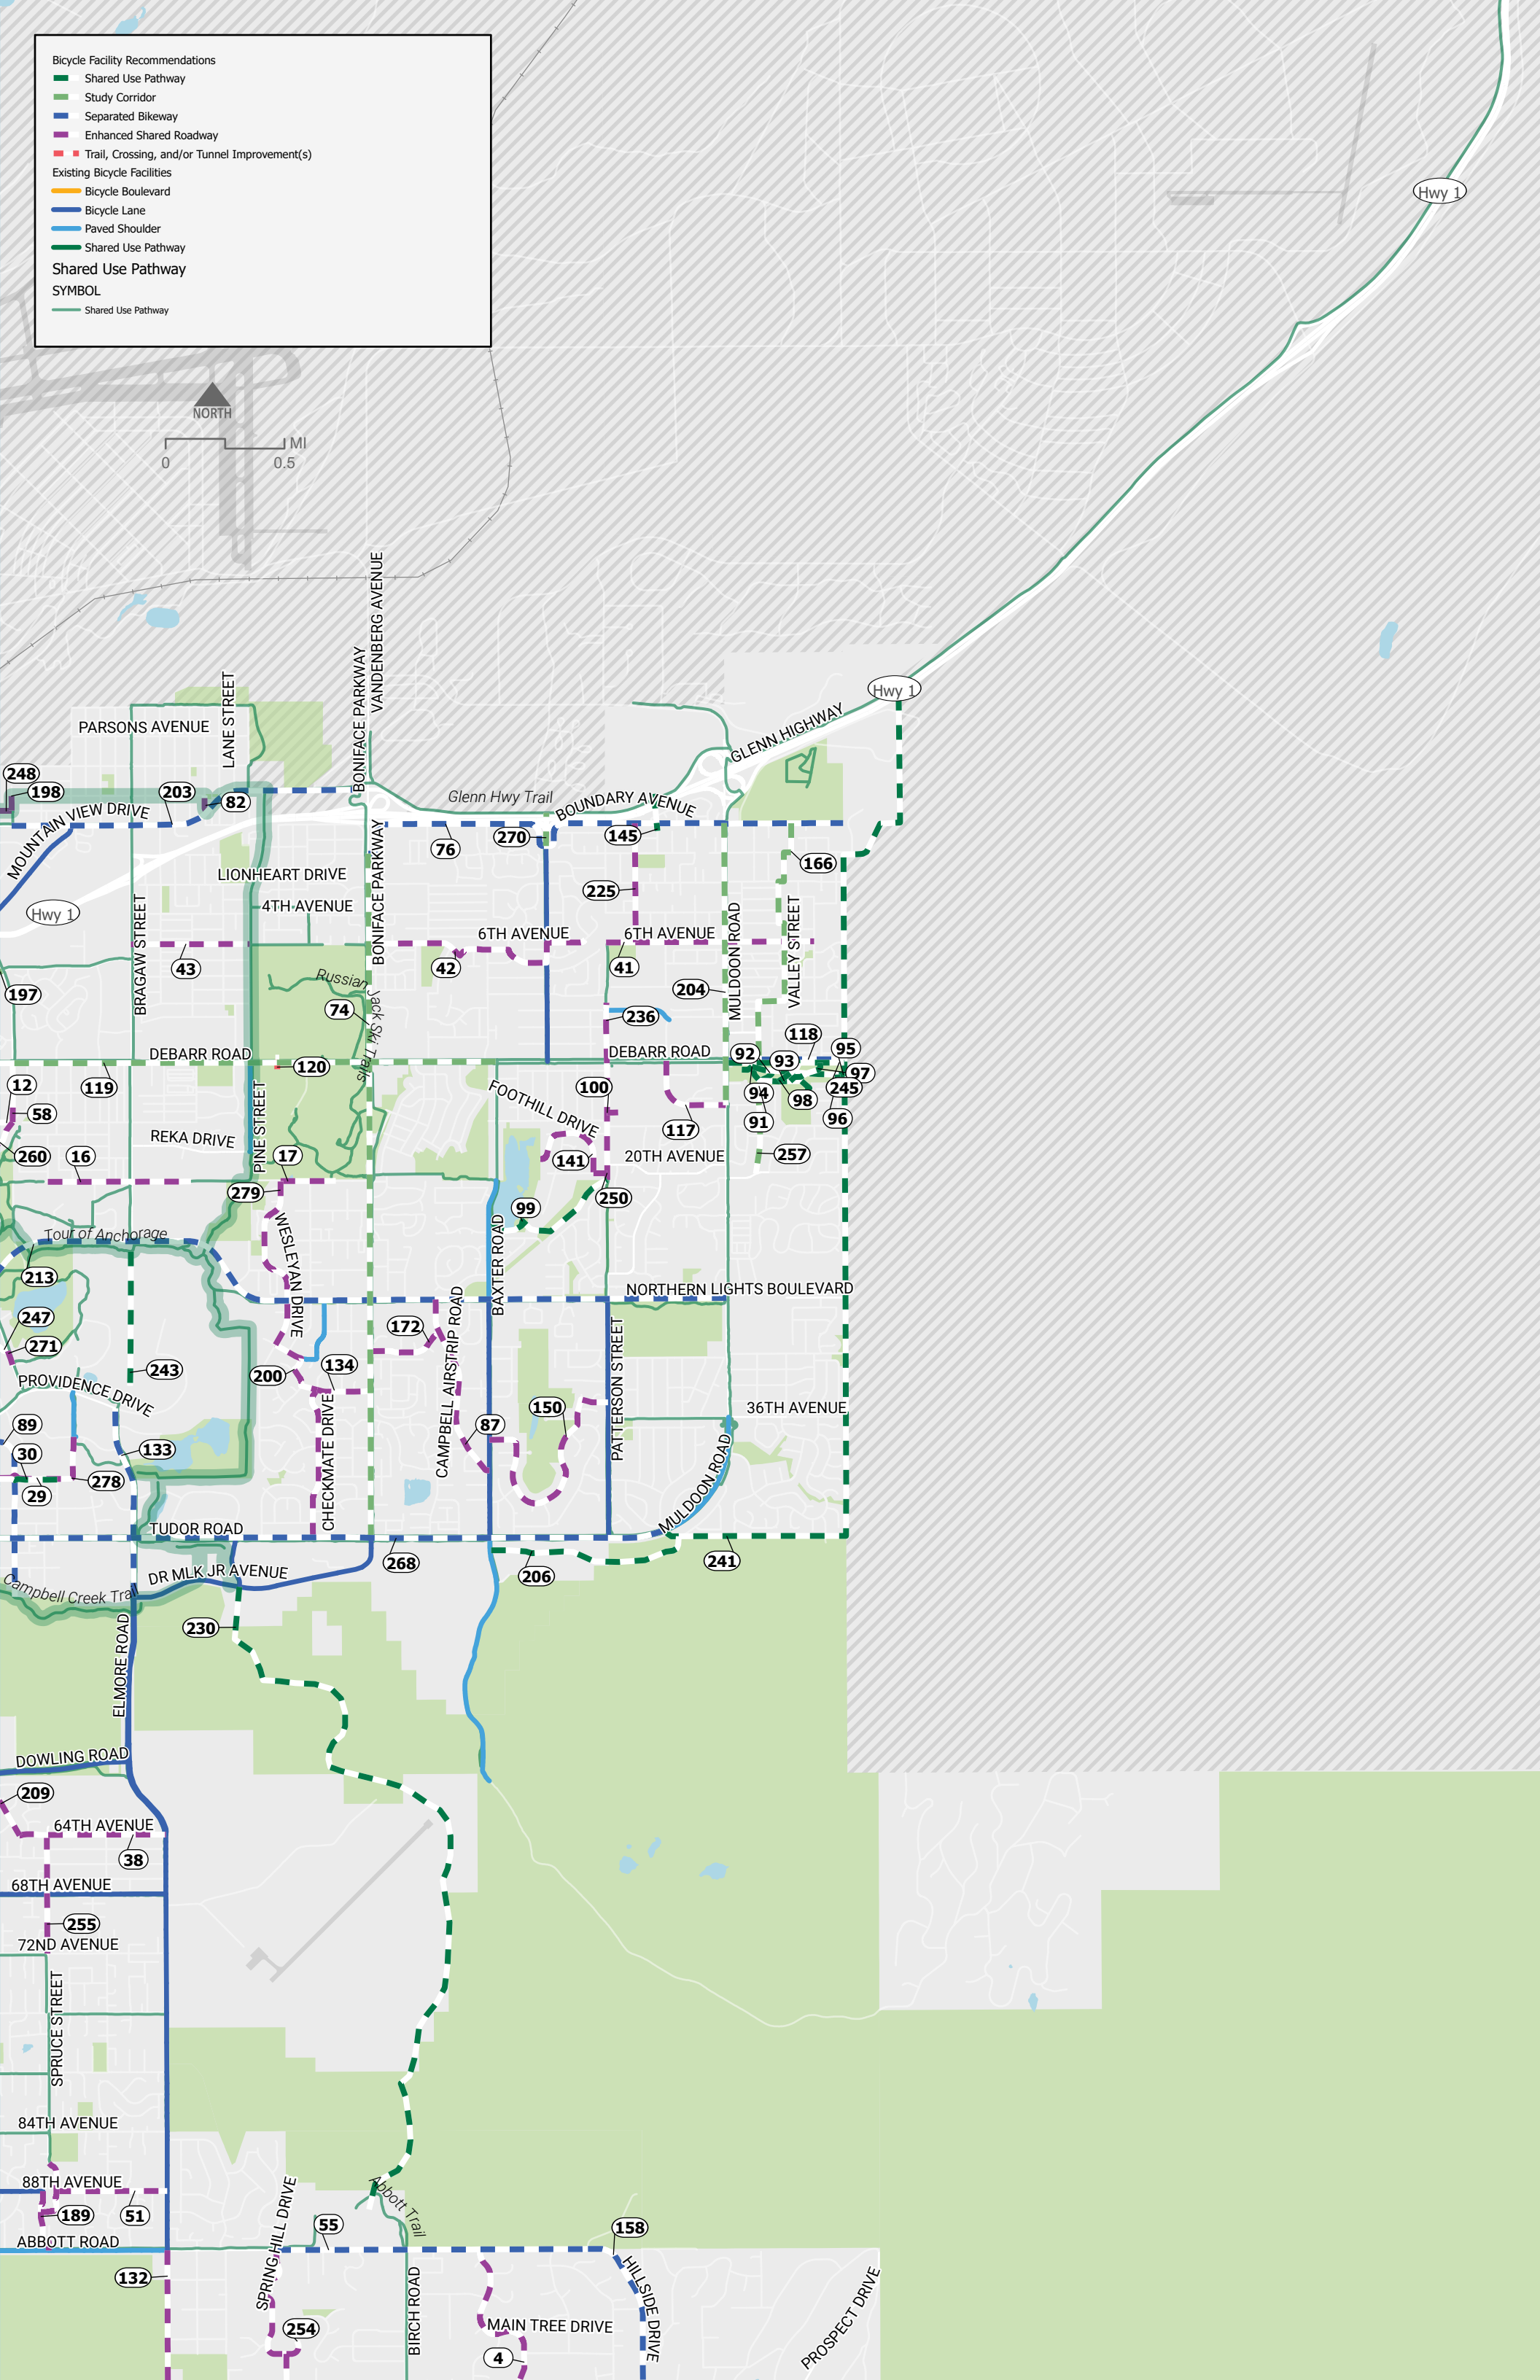 Bicycle Facility Recommendations
Shared Use Pathway
Study Corridor
Separated Bikeway
Enhanced Shared Roadway
Trail, Crossing, and/or Tunnel Improvement(s)
Existing Bicycle Facilities
Bicycle Boulevard
Bicycle Lane
Paved Shoulder
Shared Use Pathway
Shared Use Pathway
SYMBOL
Shared Use Pathway
Hwy 1
NORTH
MI
0 0.5
VANDENBERG AVENUE
BONIFACE PARKWAY
LANE STREET
Hwy 1
PARSONS AVENUE
GLENN HIGHWAY
248
198
203
82
Glenn Hwy Trail
BOUNDARY AVENUE
MOUNTAIN VIEW DRIVE
270
145
76
166
BONIFACE PARKWAY
LIONHEART DRIVE
225
4TH AVENUE
Hwy 1
BRAGAW STREET
MULDOON ROAD
VALLEY STREET
6TH AVENUE
6TH AVENUE
43
42
41
Russian Jack Ski Trails
197
204
74
236
118
DEBARR ROAD
DEBARR ROAD
92
93
95
120
97
12
119
100
245
94
98
58
FOOTHILL DRIVE
91
96
PINE STREET
117
REKA DRIVE
260
16
17
141
20TH AVENUE
257
279
250
99
WESLEYAN DRIVE
Tour of Anchorage
BAXTER ROAD
213
NORTHERN LIGHTS BOULEVARD
247
172
CAMPBELL AIRSTRIP ROAD
PATTERSON STREET
271
243
200
134
PROVIDENCE DRIVE
CHECKMATE DRIVE
150
36TH AVENUE
89
87
30
133
278
29
MULDOON ROAD
TUDOR ROAD
268
241
206
DR MLK JR AVENUE
Campbell Creek Trail
230
ELMORE ROAD
DOWLING ROAD
209
64TH AVENUE
38
68TH AVENUE
255
72ND AVENUE
SPRUCE STREET
84TH AVENUE
88TH AVENUE
189
51
Abbott Trail
SPRING HILL DRIVE
55
158
ABBOTT ROAD
132
HILLSIDE DRIVE
BIRCH ROAD
254
MAIN TREE DRIVE
4
PROSPECT DRIVE